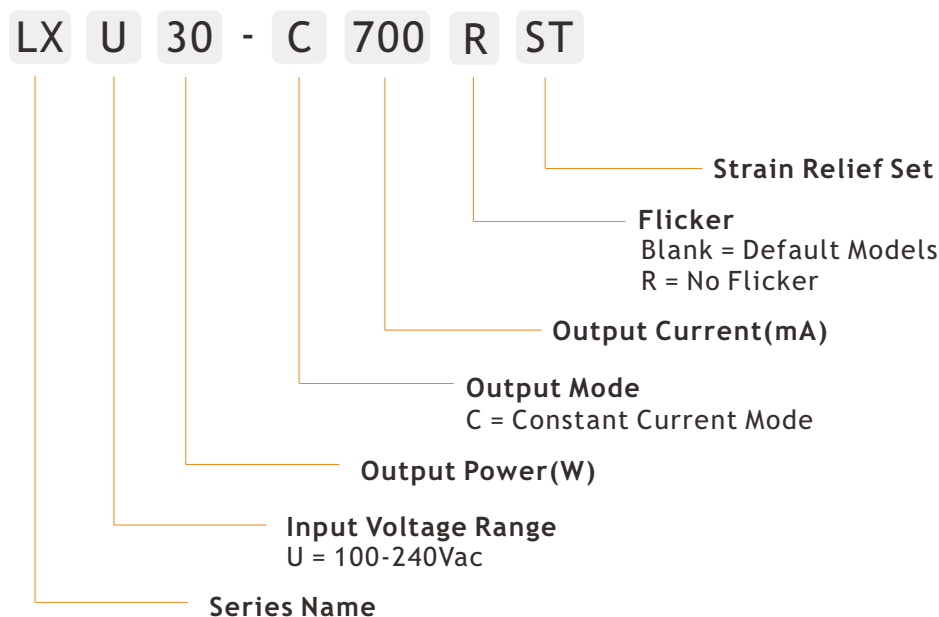 LX U 30 - C 700 R ST
Strain Relief Set
Flicker
Blank = Default Models
R = No Flicker
Output Current(mA)
Output Mode
C = Constant Current Mode
Output Power(W)
Input Voltage Range
U = 100-240Vac
Series Name